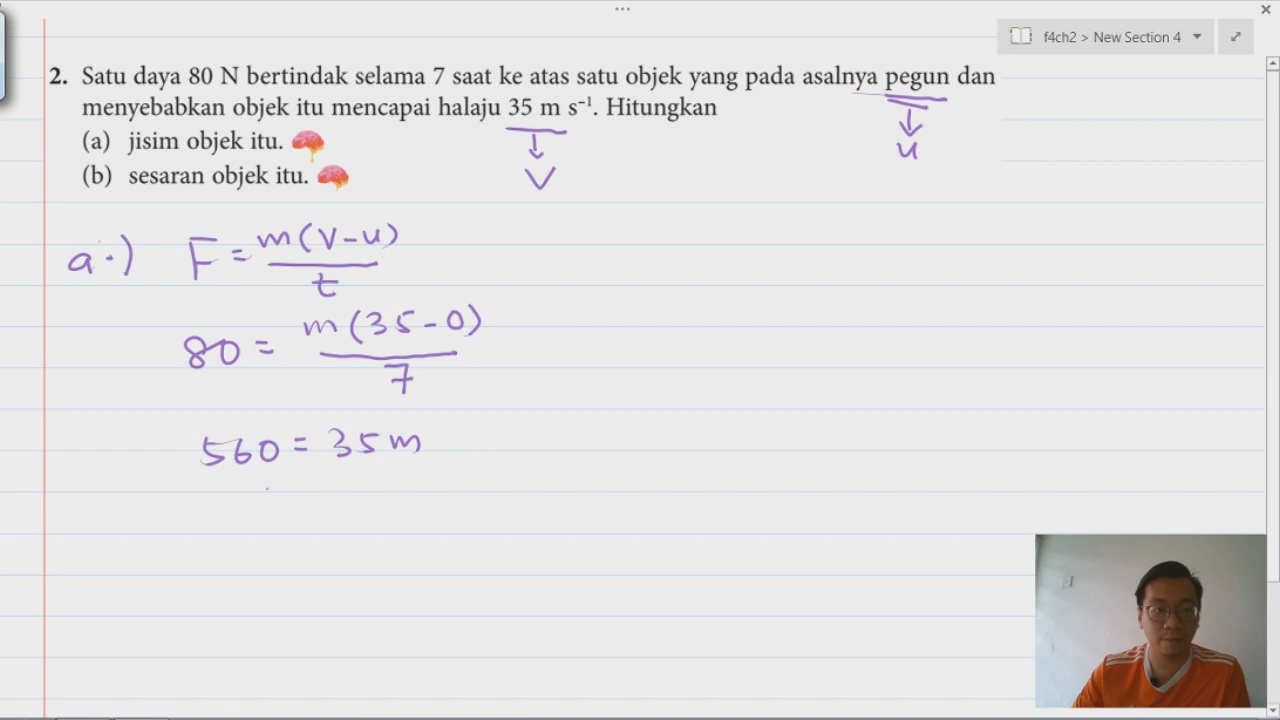 f4ch2 > New Section 4
2. Satu daya 80 N bertindak selama 7 saat ke atas satu objek yang pada asalnya pegun dan
menyebabkan objek itu mencapai halaju 35 m s⁻¹. Hitungkan
(a) jisim objek itu.
(b) sesaran objek itu.
u
V
a.) F = m(V-u)
t
80 = m(35-0)
7
560 = 35m